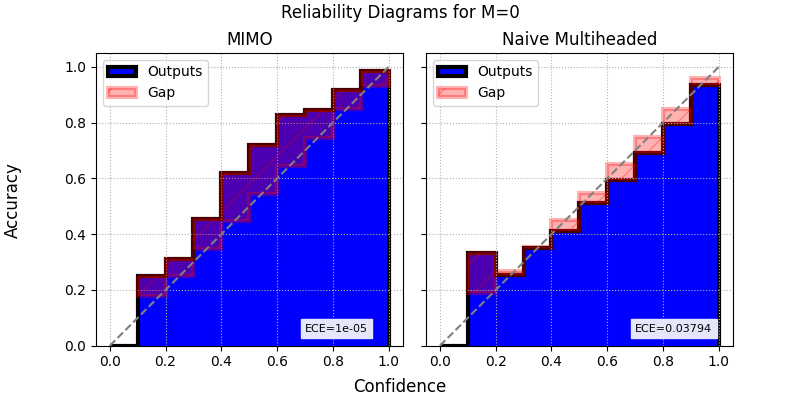 Reliability Diagrams for M=0
MIMO
Naive Multiheaded
Accuracy
1.0
0.8
0.6
0.4
0.2
0.0
Outputs
Gap
ECE=1e-05
0.0 0.2 0.4 0.6 0.8 1.0
Outputs
Gap
ECE=0.03794
0.0 0.2 0.4 0.6 0.8 1.0
Confidence